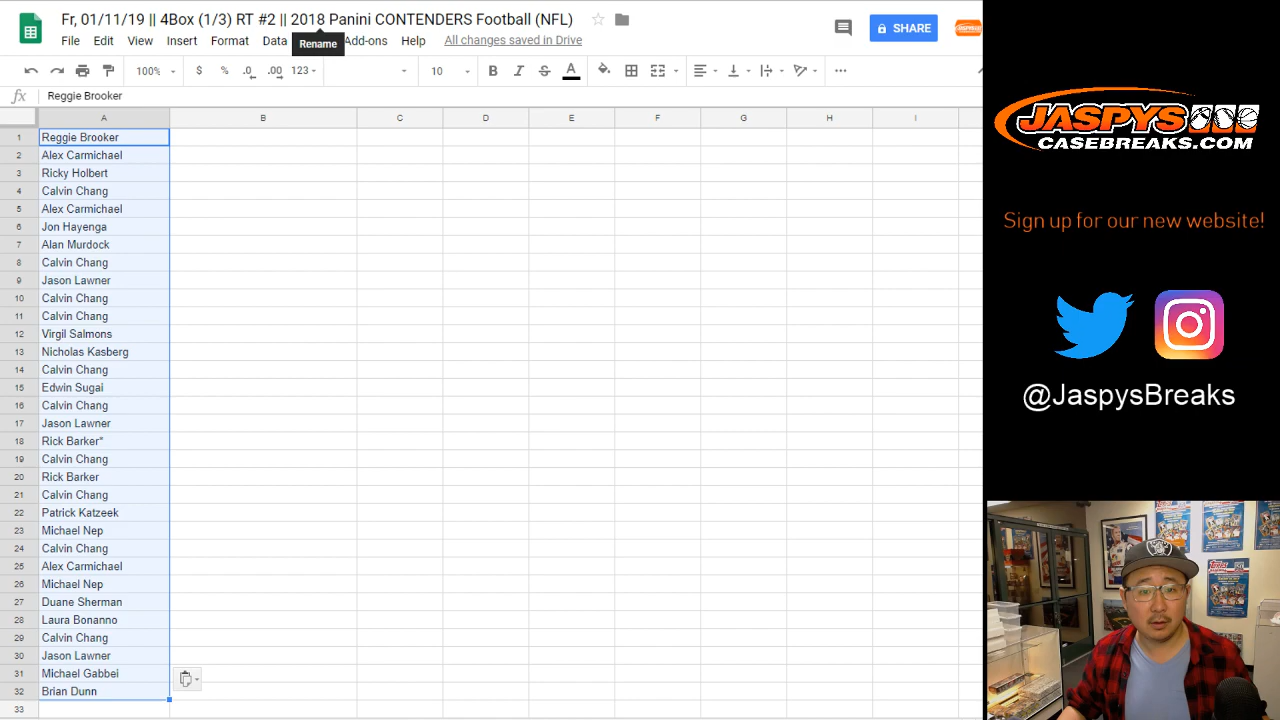 Fr, 01/11/19 || 4Box (1/3) RT #2 || 2018 Panini CONTENDERS Football (NFL)
SHARE
File Edit View Insert Format Add-ons Help All changes saved in Drive
Rename
100% $ % .0 .00 123 10 B I S A
fx Reggie Brooker
A B C D E F G H I
1 Reggie Brooker
2 Alex Carmichael
3 Ricky Holbert
4 Calvin Chang
5 Alex Carmichael
6 Jon Hayenga
7 Alan Murdock
8 Calvin Chang
9 Jason Lawner
10 Calvin Chang
11 Calvin Chang
12 Virgil Salmons
13 Nicholas Kasberg
14 Calvin Chang
15 Edwin Sugai
16 Calvin Chang
17 Jason Lawner
18 Rick Barker"
19 Calvin Chang
20 Rick Barker
21 Calvin Chang
22 Patrick Katzeek
23 Michael Nep
24 Calvin Chang
25 Alex Carmichael
26 Michael Nep
27 Duane Sherman
28 Laura Bonanno
29 Calvin Chang
30 Jason Lawner
31 Michael Gabbei
32 Brian Dunn
33
JASPYS
CASEBREAKS.COM
Sign up for our new website!
@JaspysBreaks